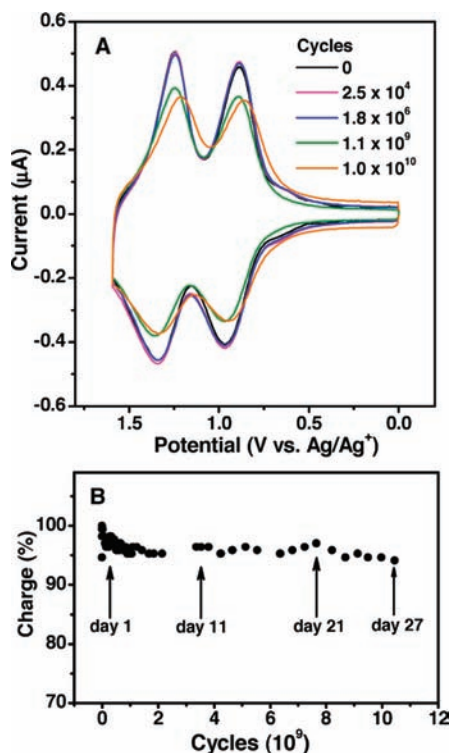 0.6
A
Cycles
0
2.5 x 10⁴
1.8 x 10⁶
1.1 x 10⁹
1.0 x 10¹⁰
0.4
0.2
0.0
-0.2
-0.4
-0.6
Current (μA)
1.5
1.0
0.5
0.0
Potential (V vs. Ag/Ag⁺)
B
100
95
90
85
70
Charge (%)
day 1
day 11
day 21
day 27
0
2
4
6
8
10
12
Cycles (10⁹)